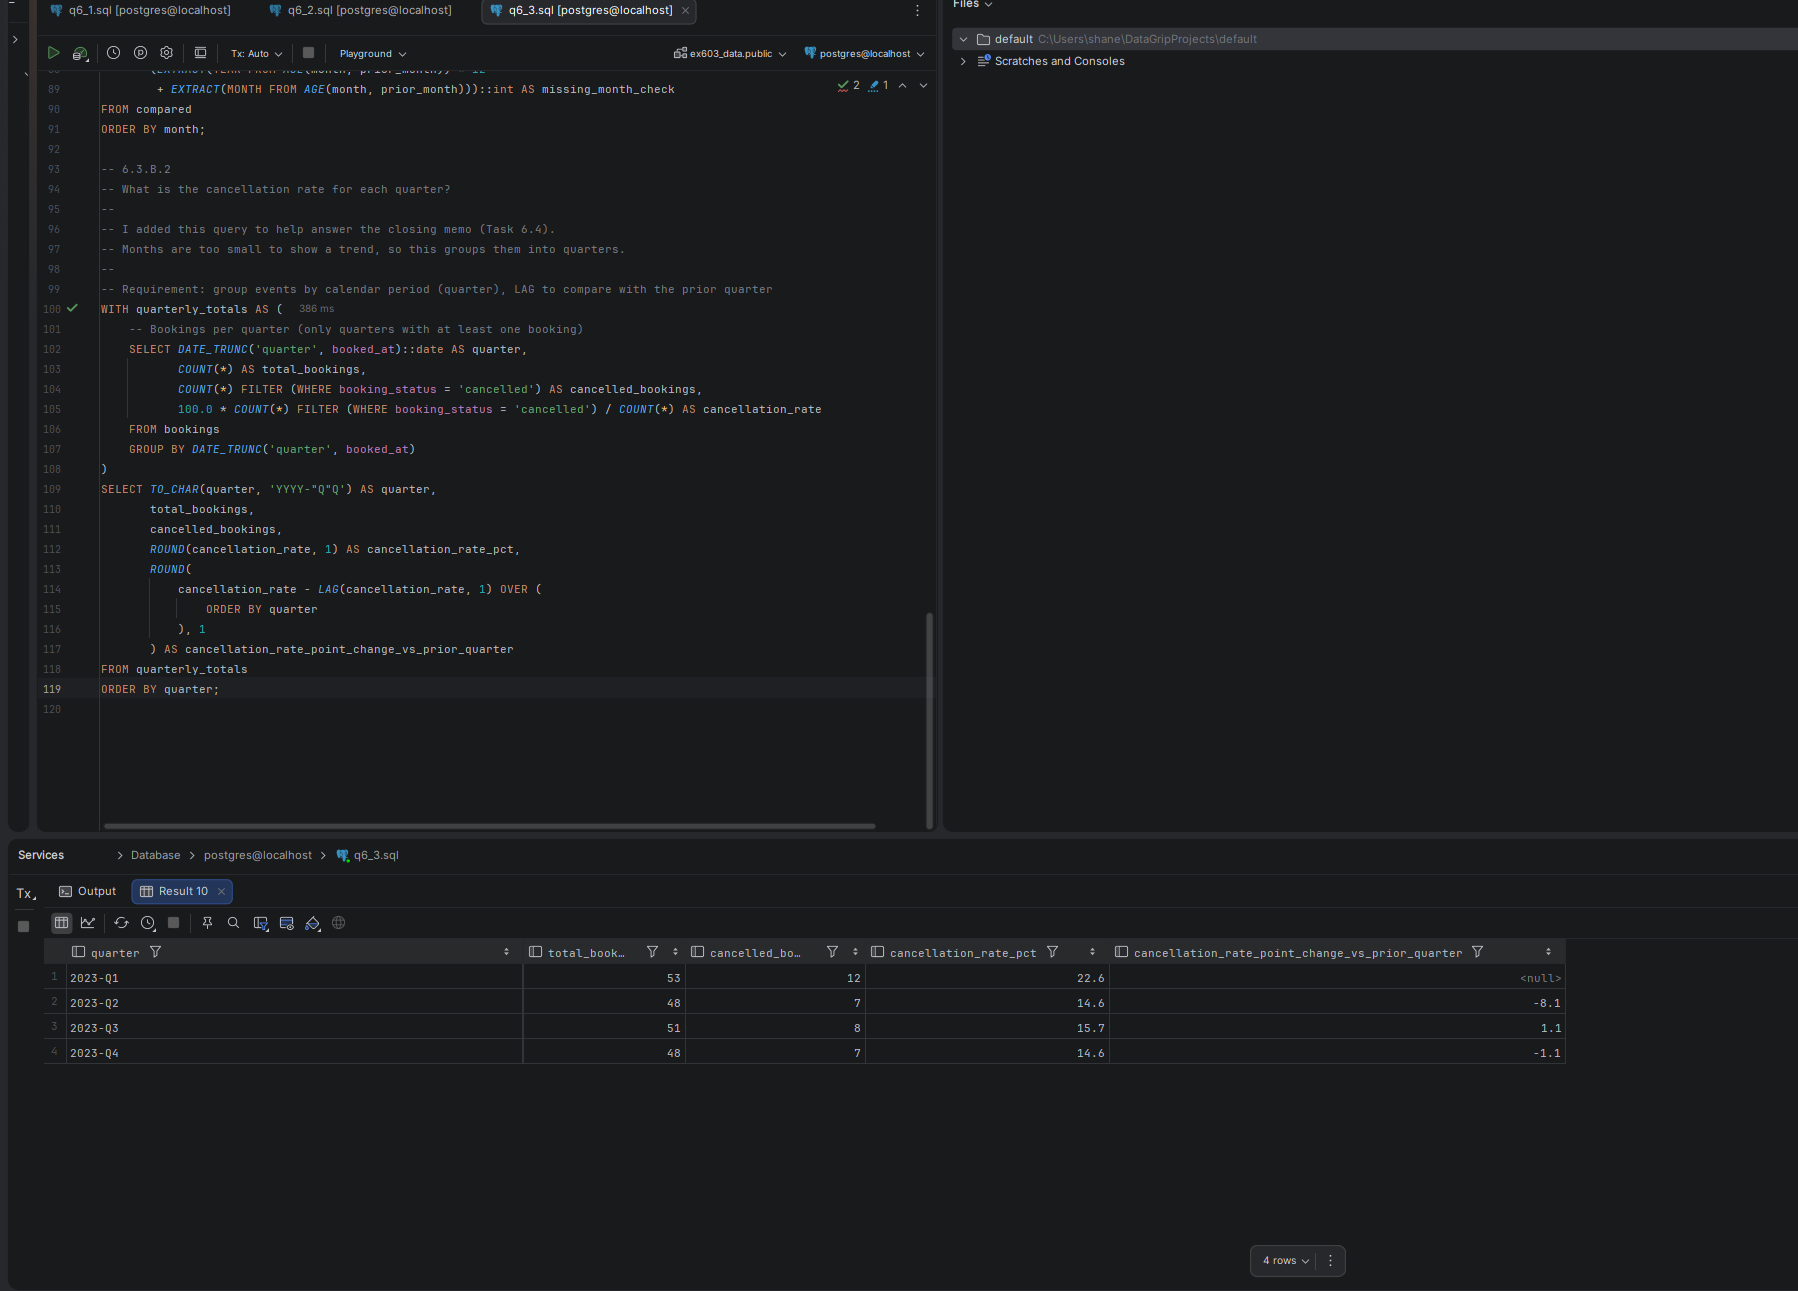 q6_1.sql [postgres@localhost]
q6_2.sql [postgres@localhost]
q6_3.sql [postgres@localhost]
Files
Tx: Auto
Playground
ex603_data.public
postgres@localhost
default C:\Users\shane\DataGripProjects\default
Scratches and Consoles
2 1
89 + EXTRACT(MONTH FROM AGE(month, prior_month)))::int AS missing_month_check
90 FROM compared
91 ORDER BY month;
92
93 -- 6.3.B.2
94 -- What is the cancellation rate for each quarter?
95 --
96 -- I added this query to help answer the closing memo (Task 6.4).
97 -- Months are too small to show a trend, so this groups them into quarters.
98 --
99 -- Requirement: group events by calendar period (quarter), LAG to compare with the prior quarter
100 WITH quarterly_totals AS ( 386 ms
101 -- Bookings per quarter (only quarters with at least one booking)
102 SELECT DATE_TRUNC('quarter', booked_at)::date AS quarter,
103 COUNT(*) AS total_bookings,
104 COUNT(*) FILTER (WHERE booking_status = 'cancelled') AS cancelled_bookings,
105 100.0 * COUNT(*) FILTER (WHERE booking_status = 'cancelled') / COUNT(*) AS cancellation_rate
106 FROM bookings
107 GROUP BY DATE_TRUNC('quarter', booked_at)
108 )
109 SELECT TO_CHAR(quarter, 'YYYY-"Q"Q') AS quarter,
110 total_bookings,
111 cancelled_bookings,
112 ROUND(cancellation_rate, 1) AS cancellation_rate_pct,
113 ROUND(
114 cancellation_rate - LAG(cancellation_rate, 1) OVER (
115 ORDER BY quarter
116 ), 1
117 ) AS cancellation_rate_point_change_vs_prior_quarter
118 FROM quarterly_totals
119 ORDER BY quarter;
120
Services
Database
postgres@localhost
q6_3.sql
Tx
Output
Result 10
quarter total_book… cancelled_bo… cancellation_rate_pct cancellation_rate_point_change_vs_prior_quarter
1 2023-Q1 53 12 22.6 <null>
2 2023-Q2 48 7 14.6 -8.1
3 2023-Q3 51 8 15.7 1.1
4 2023-Q4 48 7 14.6 -1.1
4 rows